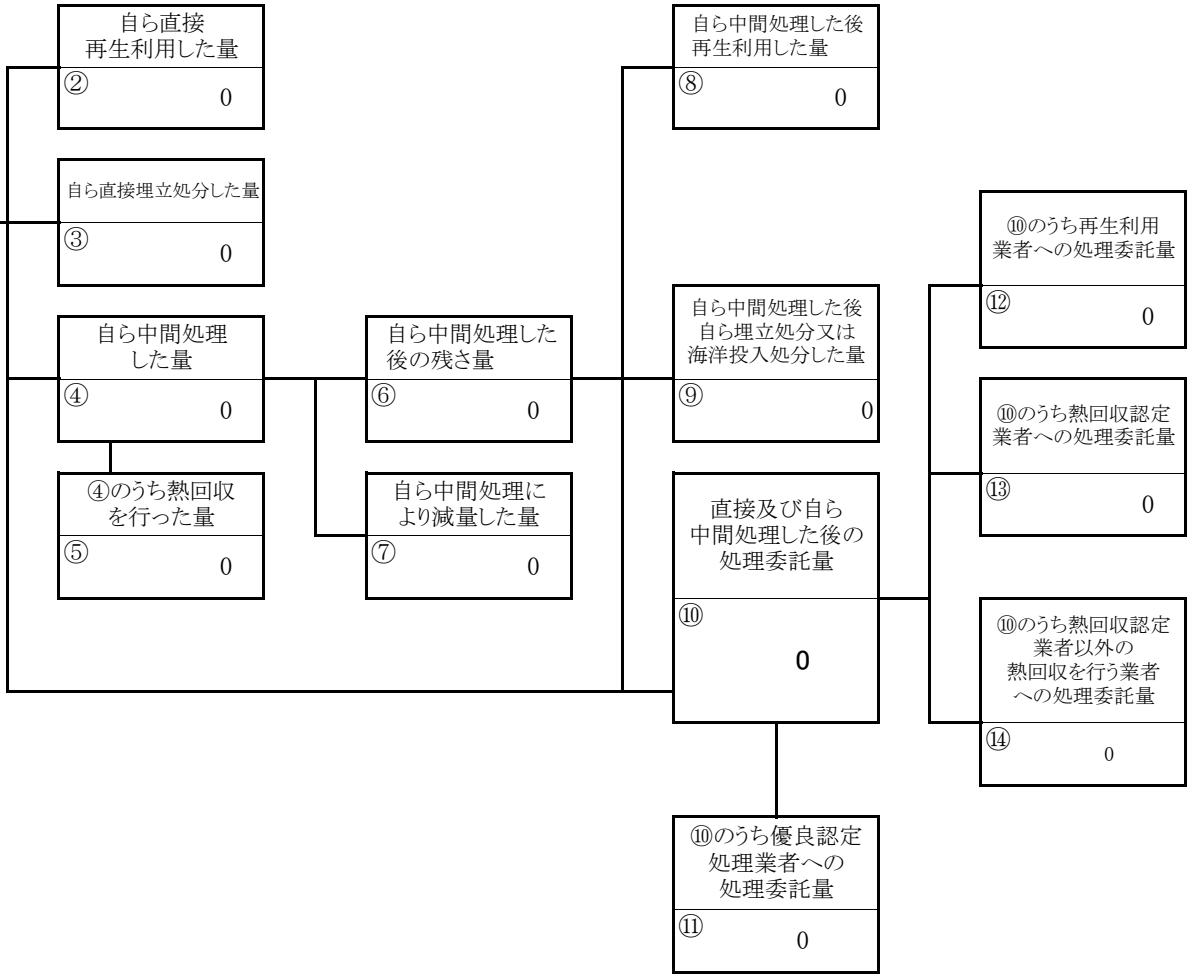 自ら直接
再生利用した量
②
0
自ら中間処理した後
再生利用した量
⑧
0
自ら直接埋立処分した量
③
0
⑩のうち再生利用
業者への処理委託量
⑫
0
自ら中間処理
した量
④
0
自ら中間処理した
後の残さ量
⑥
0
自ら中間処理した後
自ら埋立処分又は
海洋投入処分した量
⑨
0
⑩のうち熱回収認定
業者への処理委託量
⑬
0
④のうち熱回収
を行った量
⑤
0
自ら中間処理に
より減量した量
⑦
0
直接及び自ら
中間処理した後の
処理委託量
⑩
0
⑩のうち熱回収認定
業者以外の
熱回収を行う業者
への処理委託量
⑭
0
⑩のうち優良認定
処理業者への
処理委託量
⑪
0